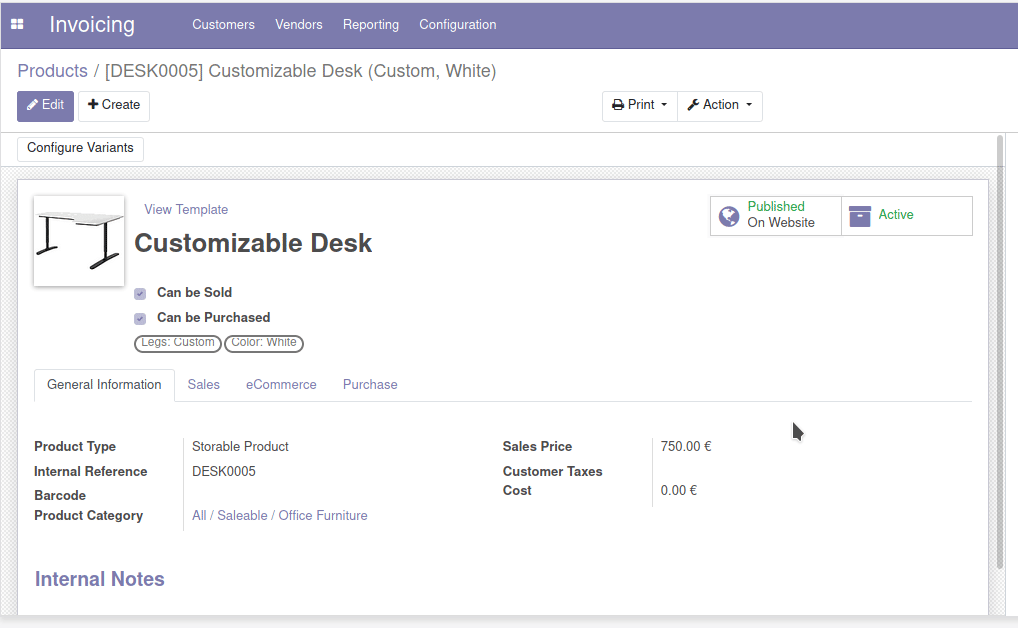 Invoicing Customers Vendors Reporting Configuration
Products / [DESK0005] Customizable Desk (Custom, White)
Edit Create Print Action
Configure Variants
View Template
Customizable Desk
Published
On Website
Active
Can be Sold
Can be Purchased
Legs: Custom Color: White
General Information Sales eCommerce Purchase
Product Type Storable Product
Internal Reference DESK0005
Barcode
Product Category All / Saleable / Office Furniture
Sales Price 750.00 €
Customer Taxes
Cost 0.00 €
Internal Notes